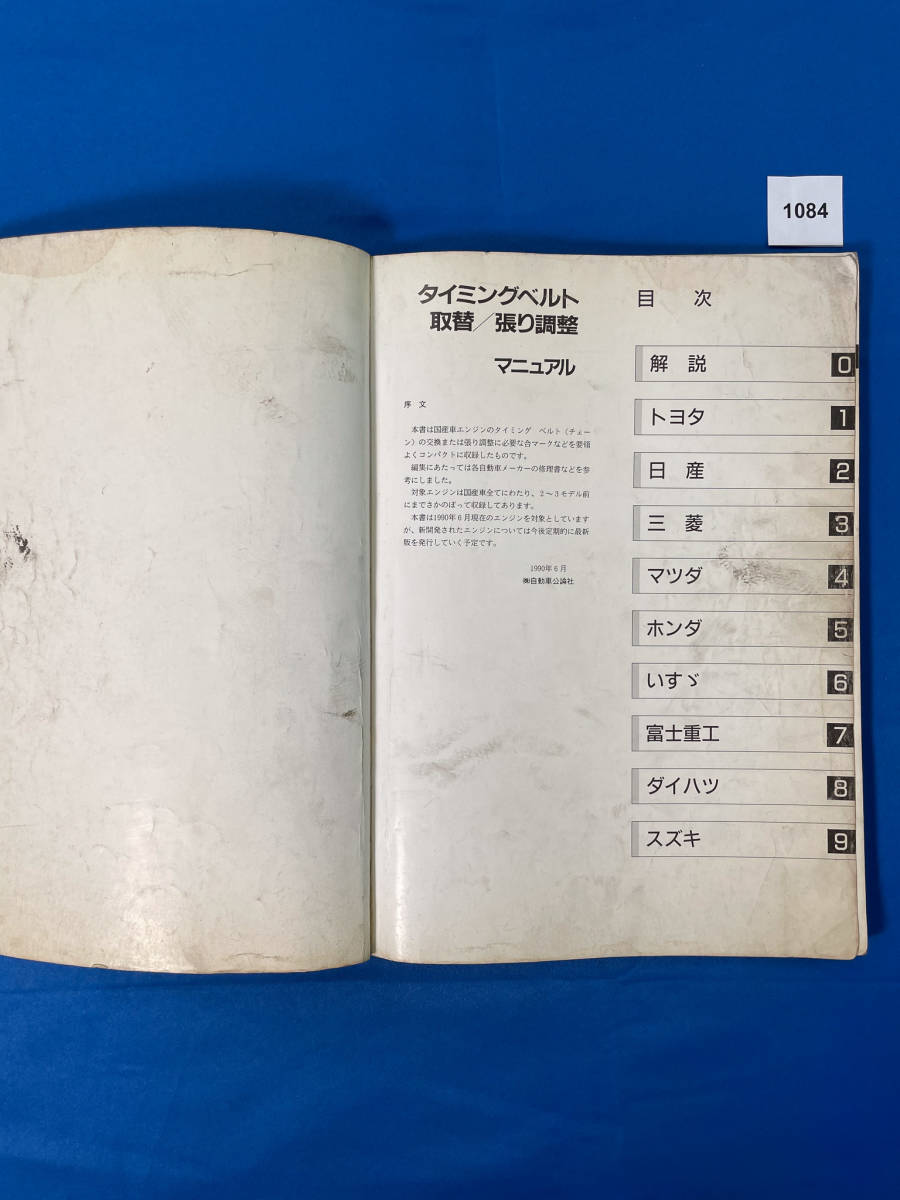 1084
タイミングベルト
取替／張り調整
マニュアル
序 文
本書は国産車エンジンのタイミング ベルト（チェー
ン）の交換または張り調整に必要な合マークなどを要領
よくコンパクトに収録したものです。
編集にあたっては各自動車メーカーの修理書などを参
考にしました。
対象エンジンは国産車全てにわたり、2～3モデル前
にまでさかのぼって収録してあります。
本書は1990年6月現在のエンジンを対象としています
が、新開発されたエンジンについては今後定期的に最新
版を発行していく予定です。
1990年6月
㈱自動車公論社
目 次
解 説 0
トヨタ 1
日 産 2
三 菱 3
マツダ 4
ホンダ 5
いすゞ 6
富士重工 7
ダイハツ 8
スズキ 9